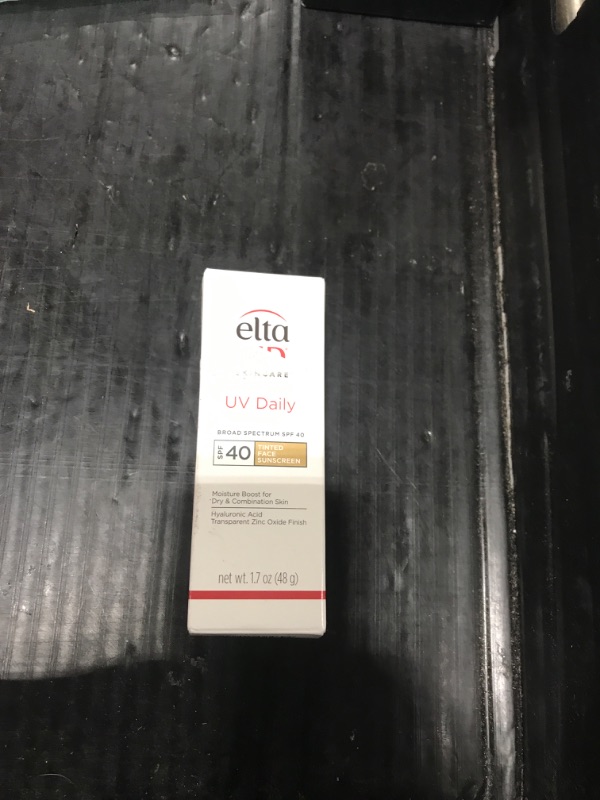 elta
UV Daily
BROAD SPECTRUM SPF 40
SPF 40 TINTED
FACE
SUNSCREEN
Moisture Boost for
Dry & Combination Skin
Hyaluronic Acid
Transparent Zinc Oxide Finish
net wt. 1.7 oz (48 g)